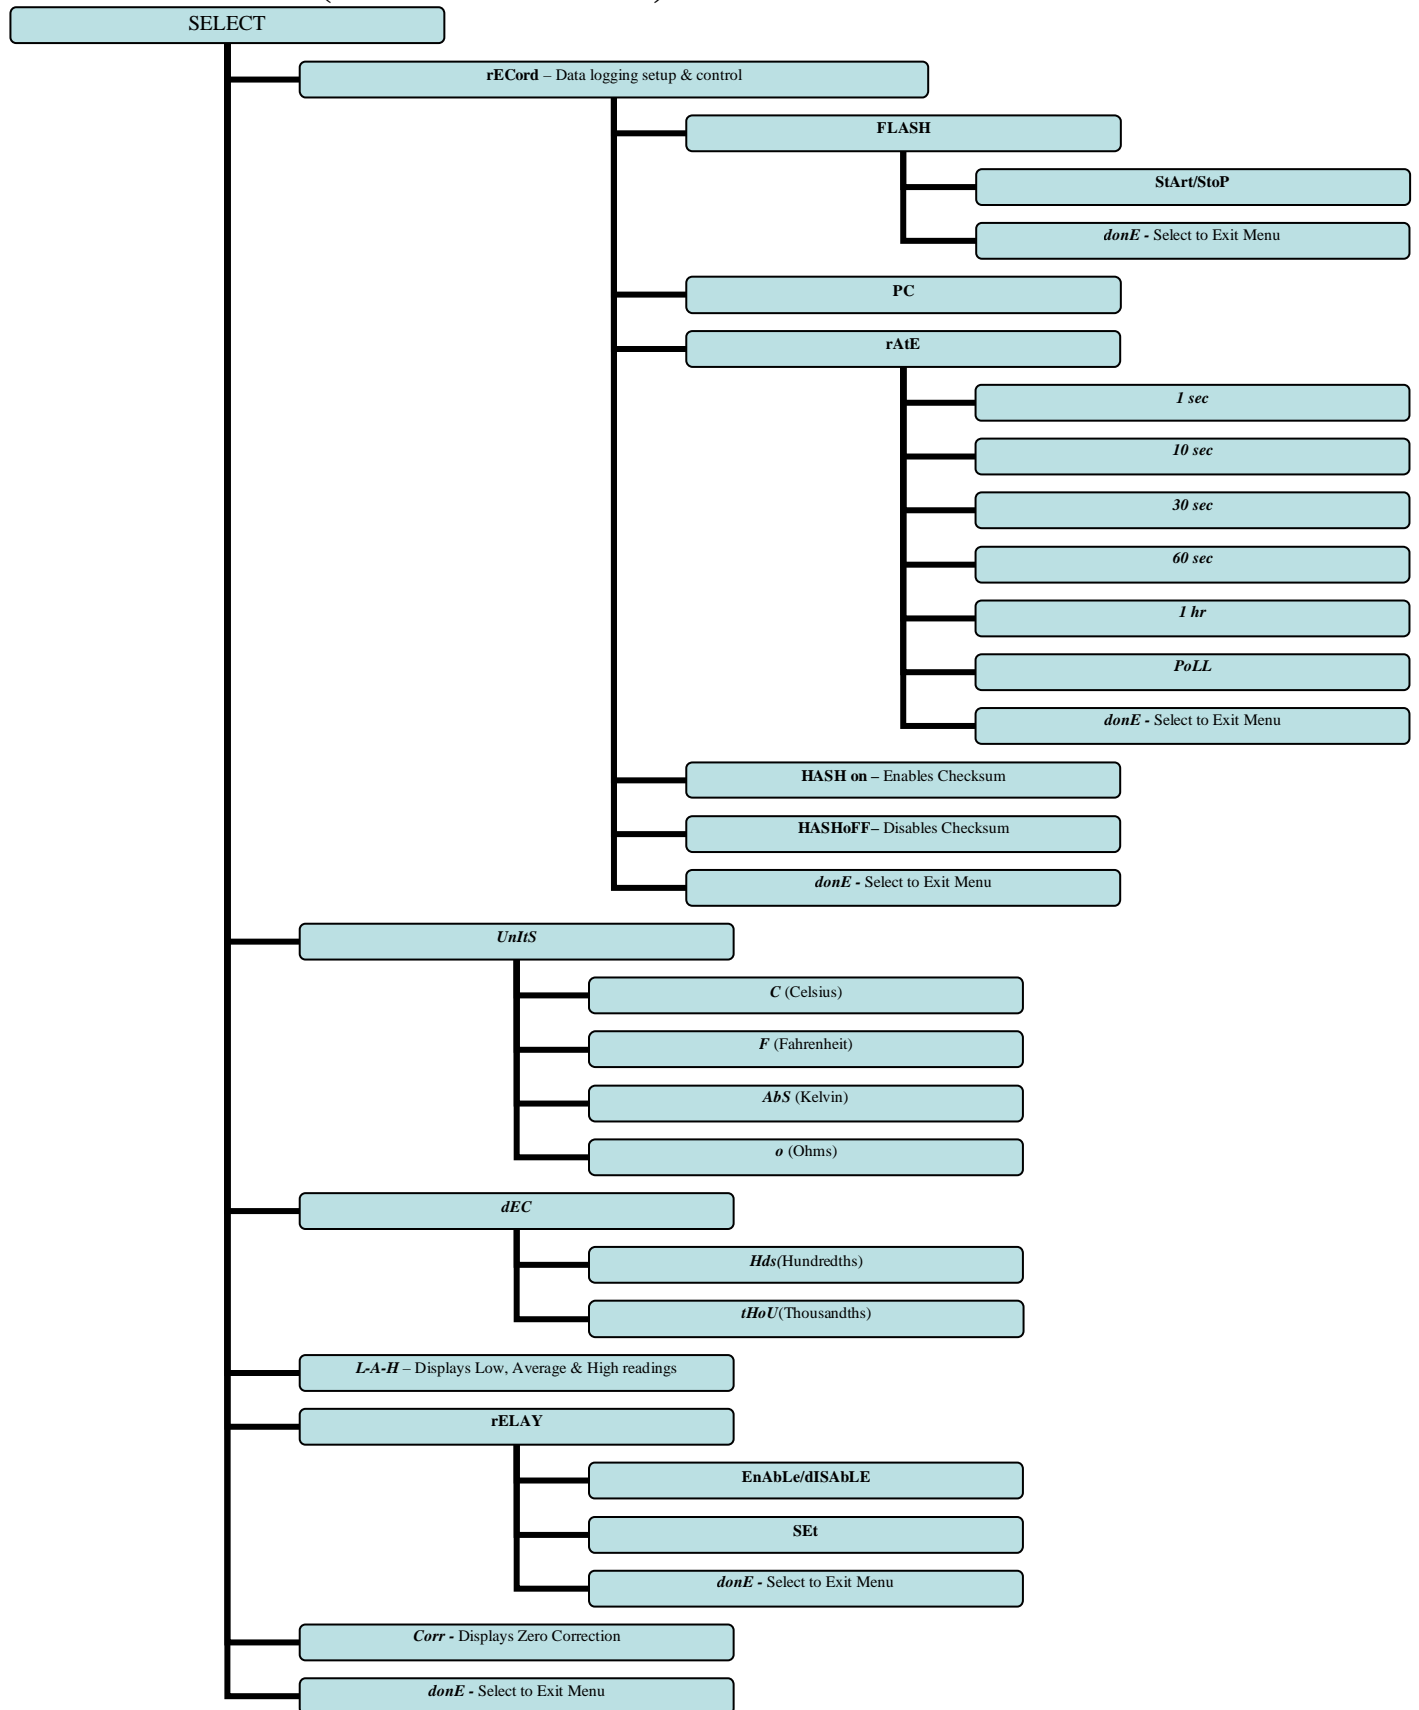 SELECT
rECord – Data logging setup & control
FLASH
StArt/StoP
donE - Select to Exit Menu
PC
rAtE
1 sec
10 sec
30 sec
60 sec
1 hr
PoLL
donE - Select to Exit Menu
HASH on – Enables Checksum
HASHoFF– Disables Checksum
donE - Select to Exit Menu
UnItS
C (Celsius)
F (Fahrenheit)
AbS (Kelvin)
o (Ohms)
dEC
Hds(Hundredths)
tHoU(Thousandths)
L-A-H – Displays Low, Average & High readings
rELAY
EnAbLe/dISAbLE
SEt
donE - Select to Exit Menu
Corr - Displays Zero Correction
donE - Select to Exit Menu